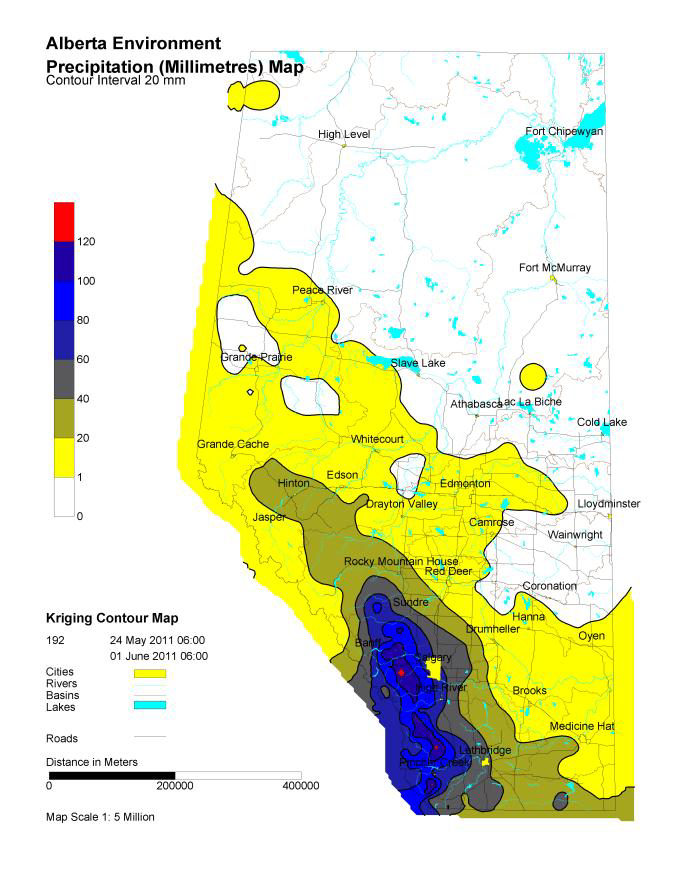 Alberta Environment
Precipitation (Millimetres) Map
Contour Interval 20 mm
High Level
Fort Chipewyan
120
100
80
60
40
20
1
0
Fort McMurray
Peace River
Grande Prairie
Slave Lake
Athabasca
Lac La Biche
Cold Lake
Grande Cache
Whitecourt
Hinton
Edson
Edmonton
Drayton Valley
Lloydminster
Jasper
Camrose
Wainwright
Rocky Mountain House
Red Deer
Coronation
Sundre
Hanna
Drumheller
Oyen
Banff
Calgary
High River
Brooks
Medicine Hat
Lethbridge
Pincher Creek
Kriging Contour Map
192 24 May 2011 06:00
01 June 2011 06:00
Cities
Rivers
Basins
Lakes
Roads
Distance in Meters
0 200000 400000
Map Scale 1: 5 Million